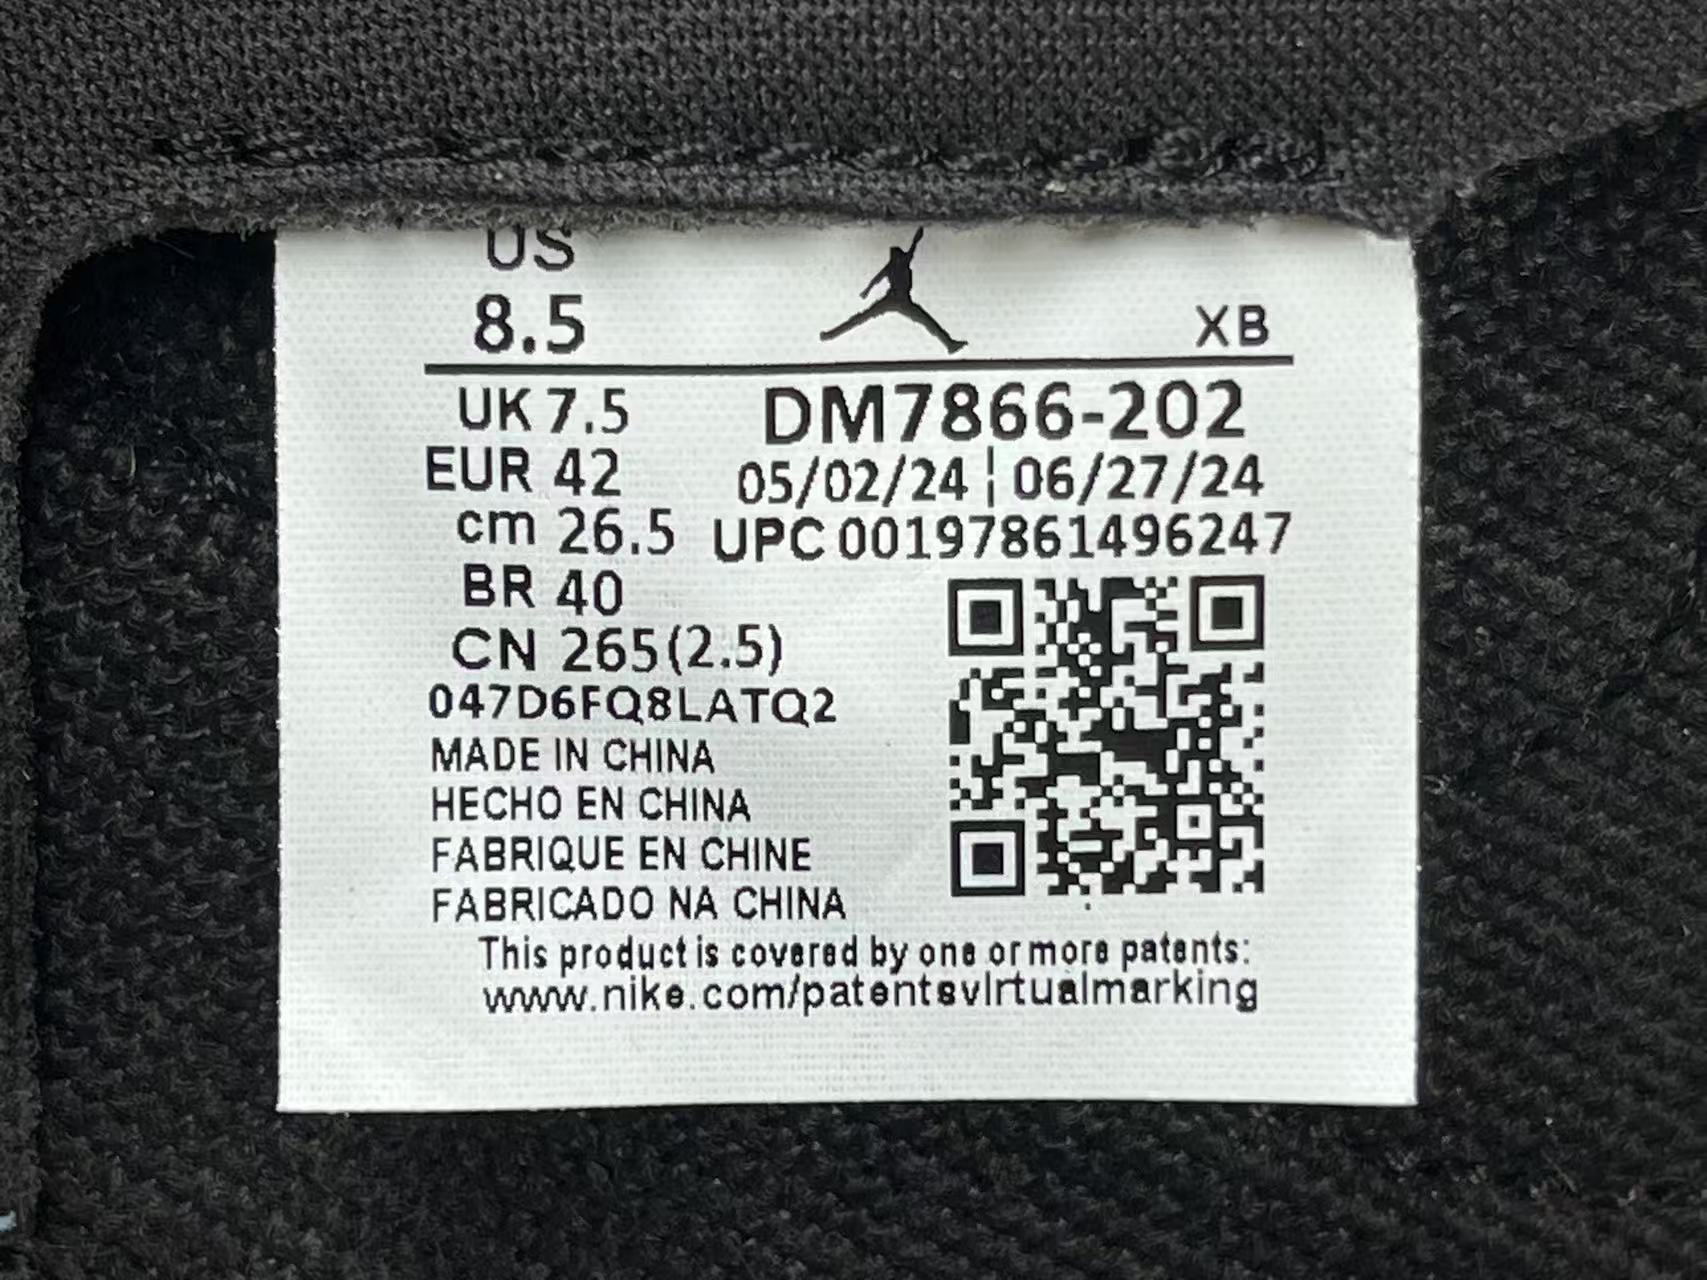 US
8.5
XB
UK 7.5
DM7866-202
EUR 42
05/02/24 ¦ 06/27/24
cm 26.5
UPC 00197861496247
BR 40
CN 265(2.5)
047D6FQ8LATQ2
MADE IN CHINA
HECHO EN CHINA
FABRIQUE EN CHINE
FABRICADO NA CHINA
This product is covered by one or more patents:
www.nike.com/patentsvlrtualmarking